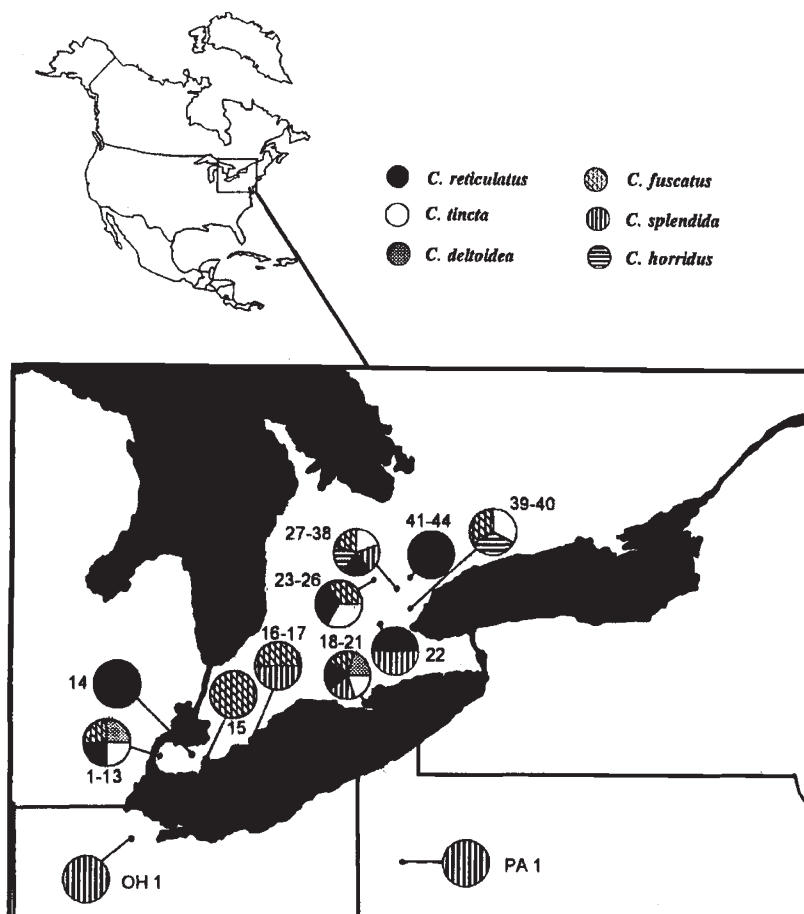 C. reticulatus
C. tincta
C. deltoidea
C. fuscatus
C. splendida
C. horridus
39-40
41-44
27-38
23-26
16-17
18-21
22
14
15
1-13
OH 1
PA 1